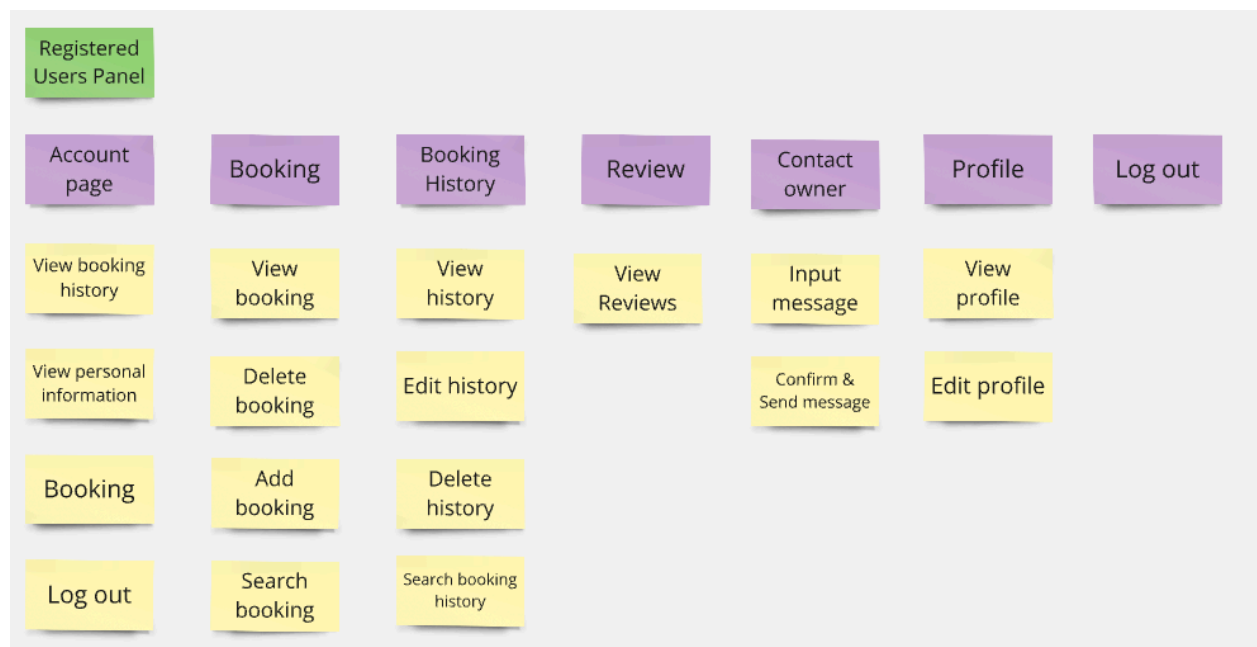 Registered
Users Panel
Account
page
Booking
Booking
History
Review
Contact
owner
Profile
Log out
View booking
history
View
booking
View
history
View
Reviews
Input
message
View
profile
View personal
information
Delete
booking
Edit history
Confirm &
Send message
Edit profile
Booking
Add
booking
Delete
history
Log out
Search
booking
Search booking
history